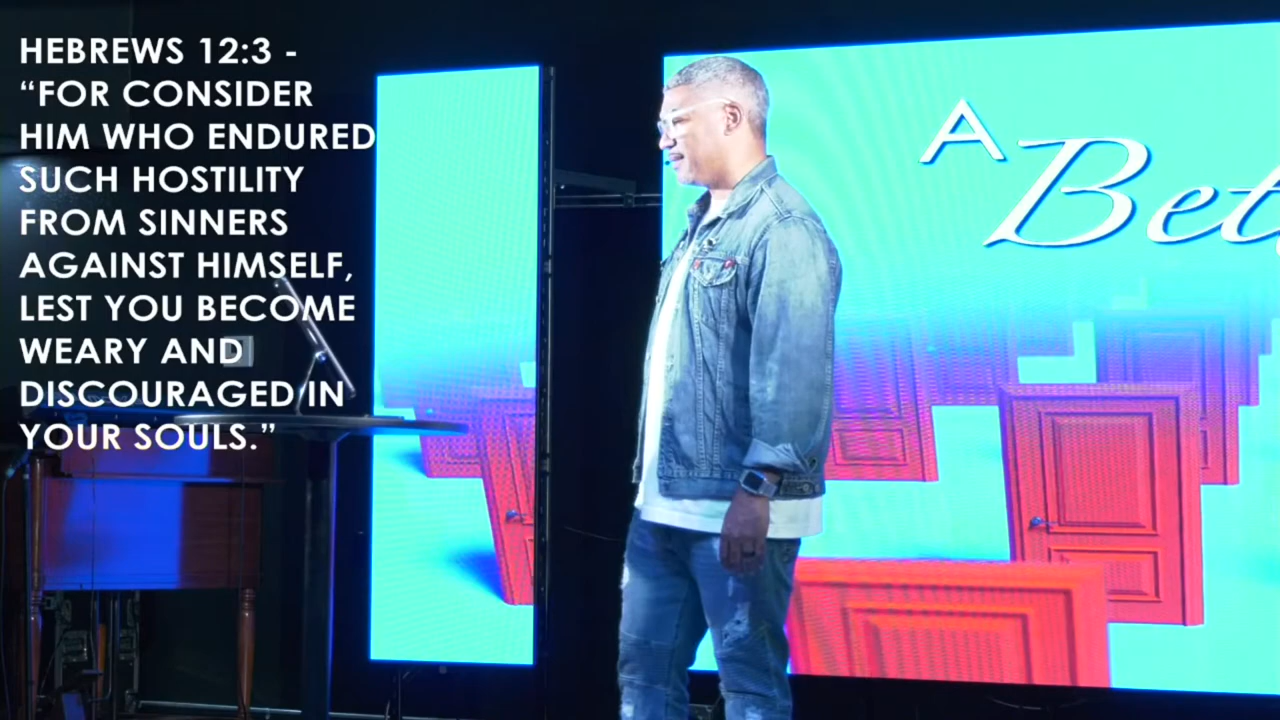 HEBREWS 12:3 -
“FOR CONSIDER
HIM WHO ENDURED
SUCH HOSTILITY
FROM SINNERS
AGAINST HIMSELF,
LEST YOU BECOME
WEARY AND
DISCOURAGED IN
YOUR SOULS.”
A